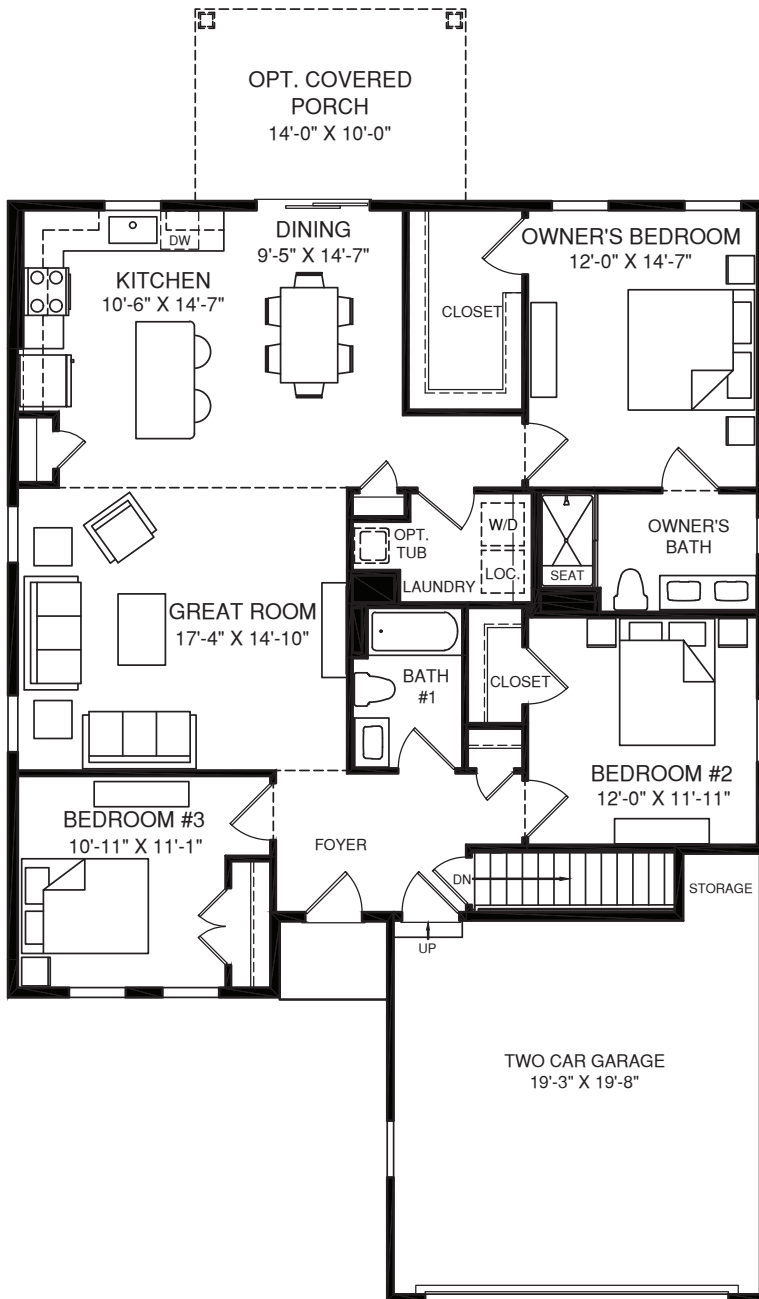 OPT. COVERED
PORCH
14'-0" X 10'-0"
DINING
9'-5" X 14'-7"
DW
KITCHEN
10'-6" X 14'-7"
OWNER'S BEDROOM
12'-0" X 14'-7"
CLOSET
W/D
OPT.
TUB
LOC.
LAUNDRY
SEAT
OWNER'S
BATH
GREAT ROOM
17'-4" X 14'-10"
BATH
#1
CLOSET
BEDROOM #2
12'-0" X 11'-11"
BEDROOM #3
10'-11" X 11'-1"
FOYER
DN
STORAGE
UP
TWO CAR GARAGE
19'-3" X 19'-8"